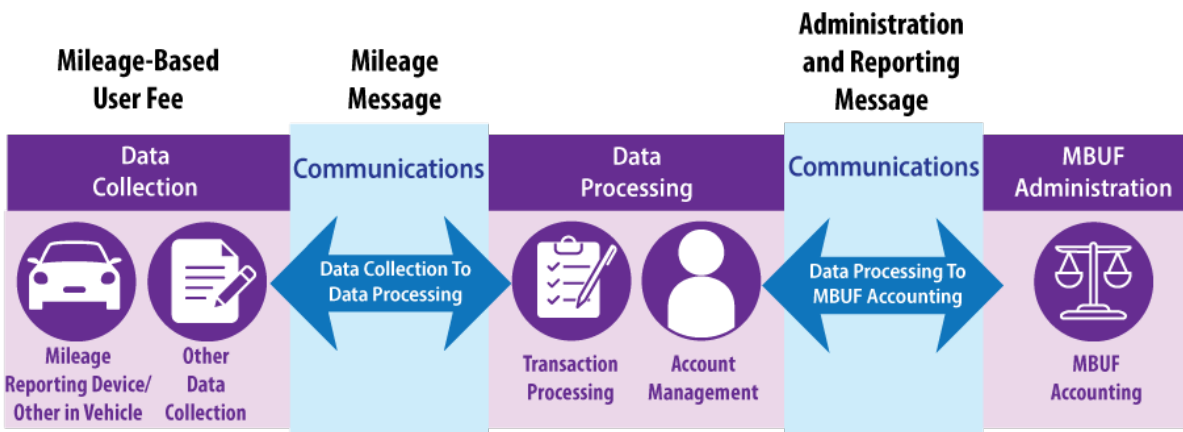 Mileage-Based
User Fee
Mileage
Message
Administration
and Reporting
Message
Data
Collection
Communications
Data
Processing
Communications
MBUF
Administration
Data Collection To
Data Processing
Data Processing To
MBUF Accounting
Mileage
Reporting Device/
Other in Vehicle
Other
Data
Collection
Transaction
Processing
Account
Management
MBUF
Accounting